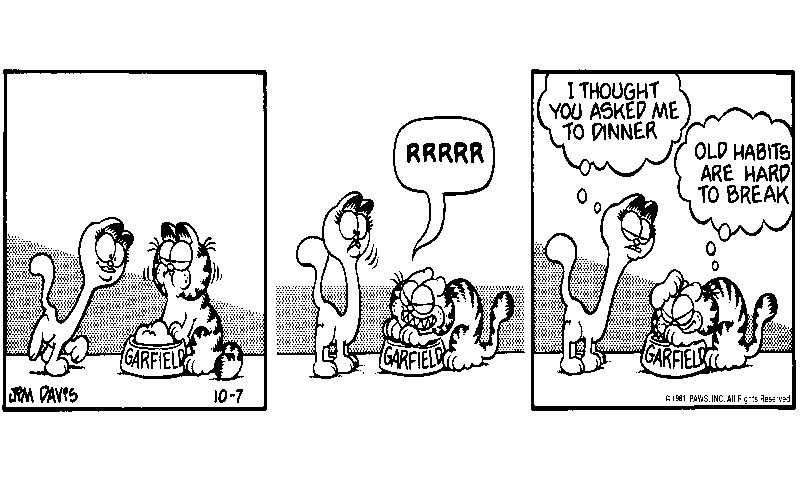 GARFIELD
JIM DAVIS
10-7
RRRRR
GARFIELD
I THOUGHT
YOU ASKED ME
TO DINNER
OLD HABITS
ARE HARD
TO BREAK
GARFIELD
© 1981 PAWS, INC. All Rights Reserved